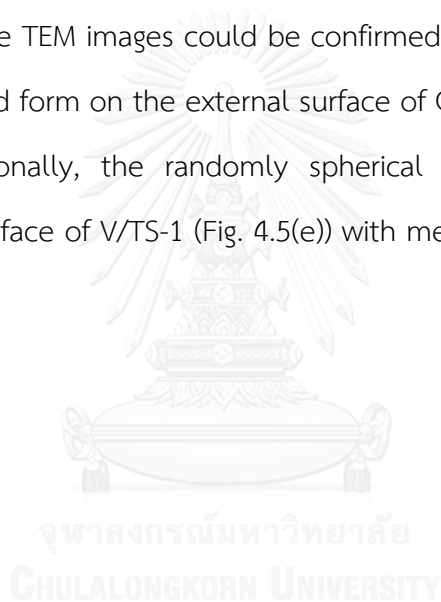 e TEM images could be confirmed
d form on the external surface of
onally, the randomly spherical
face of V/TS-1 (Fig. 4.5(e)) with
จุฬาลงกรณ์มหาวิทยาลัย
CHULALONGKORN UNIVERSITY